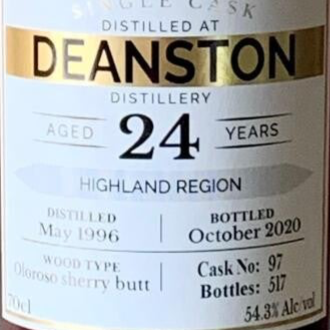 SINGLE CASK
DISTILLED AT
DEANSTON
DISTILLERY
AGED 24 YEARS
HIGHLAND REGION
DISTILLED
May 1996
BOTTLED
October 2020
WOOD TYPE
Oloroso sherry butt
Cask No: 97
Bottles: 517
70cl
54.3% Alc/vol